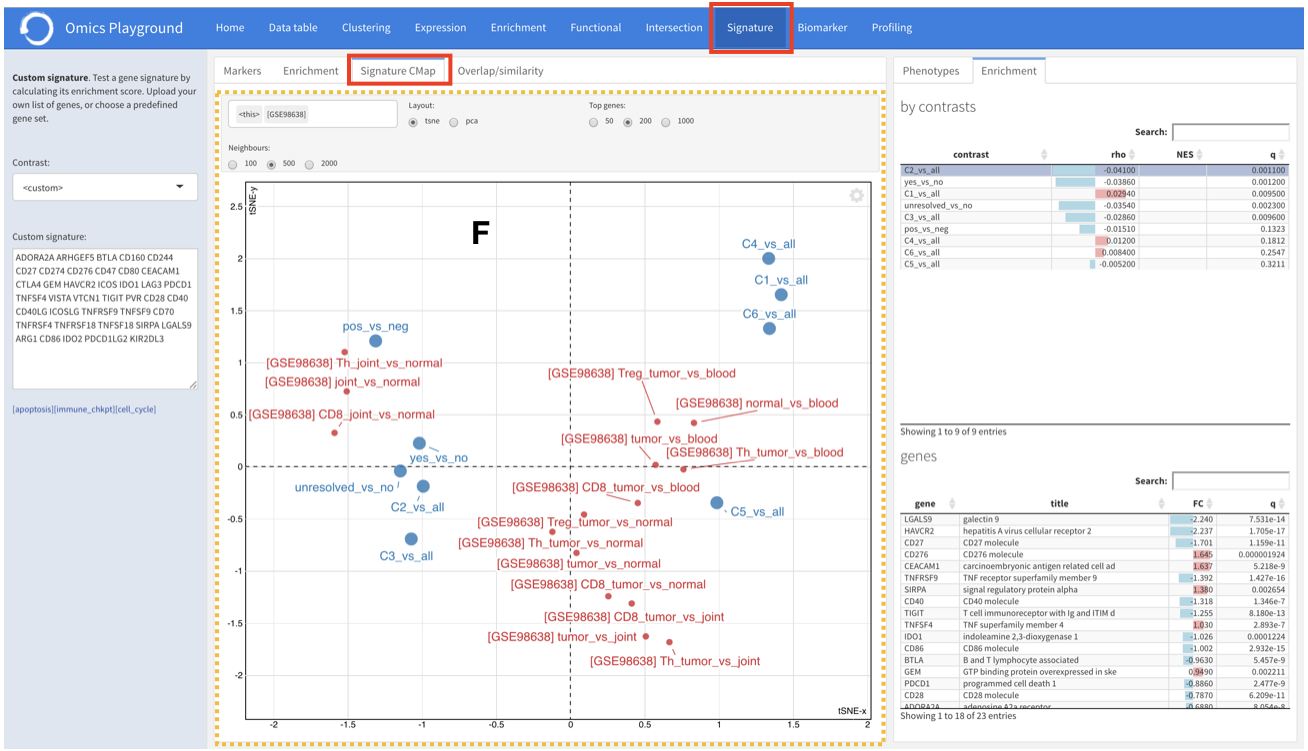 Omics Playground
Home Data table Clustering Expression Enrichment Functional Intersection Signature Biomarker Profiling
Custom signature. Test a gene signature by
calculating its enrichment score. Upload your
own list of genes, or choose a predefined
gene set.
Contrast:
<custom>
Custom signature:
ADORA2A ARHGEF5 BTLA CD160 CD244
CD27 CD274 CD276 CD47 CD80 CEACAM1
CTLA4 GEM HAVCR2 ICOS IDO1 LAG3 PDCD1
TNFSF4 VISTA VTCN1 TIGIT PVR CD28 CD40
CD40LG ICOSLG TNFRSF9 TNFSF9 CD70
TNFRSF4 TNFRSF18 TNFSF18 SIRPA LGALS9
ARG1 CD86 IDO2 PDCD1LG2 KIR2DL3
[apoptosis][immune_chkpt][cell_cycle]
Markers Enrichment Signature CMap Overlap/similarity
<this> [GSE98638]
Layout:
tsne pca
Top genes:
50 200 1000
Neighbours:
100 500 2000
tSNE-y
F
2.5
2
1.5
1
0.5
0
-0.5
-1
-1.5
-2
C4_vs_all
C1_vs_all
C6_vs_all
pos_vs_neg
[GSE98638] Th_joint_vs_normal
[GSE98638] joint_vs_normal
[GSE98638] Treg_tumor_vs_blood
[GSE98638] normal_vs_blood
[GSE98638] CD8_joint_vs_normal
[GSE98638] tumor_vs_blood
[GSE98638] Th_tumor_vs_blood
yes_vs_no
unresolved_vs_no
[GSE98638] CD8_tumor_vs_blood
C2_vs_all
C5_vs_all
[GSE98638] Treg_tumor_vs_normal
[GSE98638] Th_tumor_vs_normal
C3_vs_all
[GSE98638] tumor_vs_normal
[GSE98638] CD8_tumor_vs_normal
[GSE98638] CD8_tumor_vs_joint
[GSE98638] tumor_vs_joint
[GSE98638] Th_tumor_vs_joint
tSNE-x
-2 -1.5 -1 -0.5 0 0.5 1 1.5 2
Phenotypes Enrichment
by contrasts
Search:
contrast rho NES q
C2_vs_all -0.04100 0.001100
yes_vs_no -0.03860 0.001200
C1_vs_all 0.02940 0.009500
unresolved_vs_no -0.03540 0.002300
C3_vs_all -0.02860 0.009600
pos_vs_neg -0.01510 0.1323
C4_vs_all 0.01200 0.1812
C6_vs_all 0.008400 0.2547
C5_vs_all -0.005200 0.3211
Showing 1 to 9 of 9 entries
genes
Search:
gene title FC q
LGALS9 galectin 9 -2.240 7.531e-14
HAVCR2 hepatitis A virus cellular receptor 2 -2.237 1.705e-17
CD27 CD27 molecule -1.701 1.159e-11
CD276 CD276 molecule 1.645 0.000001924
CEACAM1 carcinoembryonic antigen related cell ad 1.637 5.218e-9
TNFRSF9 TNF receptor superfamily member 9 -1.392 1.427e-16
SIRPA signal regulatory protein alpha 1.380 0.002654
CD40 CD40 molecule -1.318 1.346e-7
TIGIT T cell immunoreceptor with Ig and ITIM d -1.255 8.180e-13
TNFSF4 TNF superfamily member 4 1.030 2.893e-7
IDO1 indoleamine 2,3-dioxygenase 1 -1.026 0.0001224
CD86 CD86 molecule -1.002 2.932e-15
BTLA B and T lymphocyte associated -0.9630 5.457e-9
GEM GTP binding protein overexpressed in ske 0.9490 0.002211
PDCD1 programmed cell death 1 -0.8860 2.477e-9
CD28 CD28 molecule -0.7870 6.209e-11
ADORA2A adenosine A2a receptor -0.6880 8.054e-8
Showing 1 to 18 of 23 entries